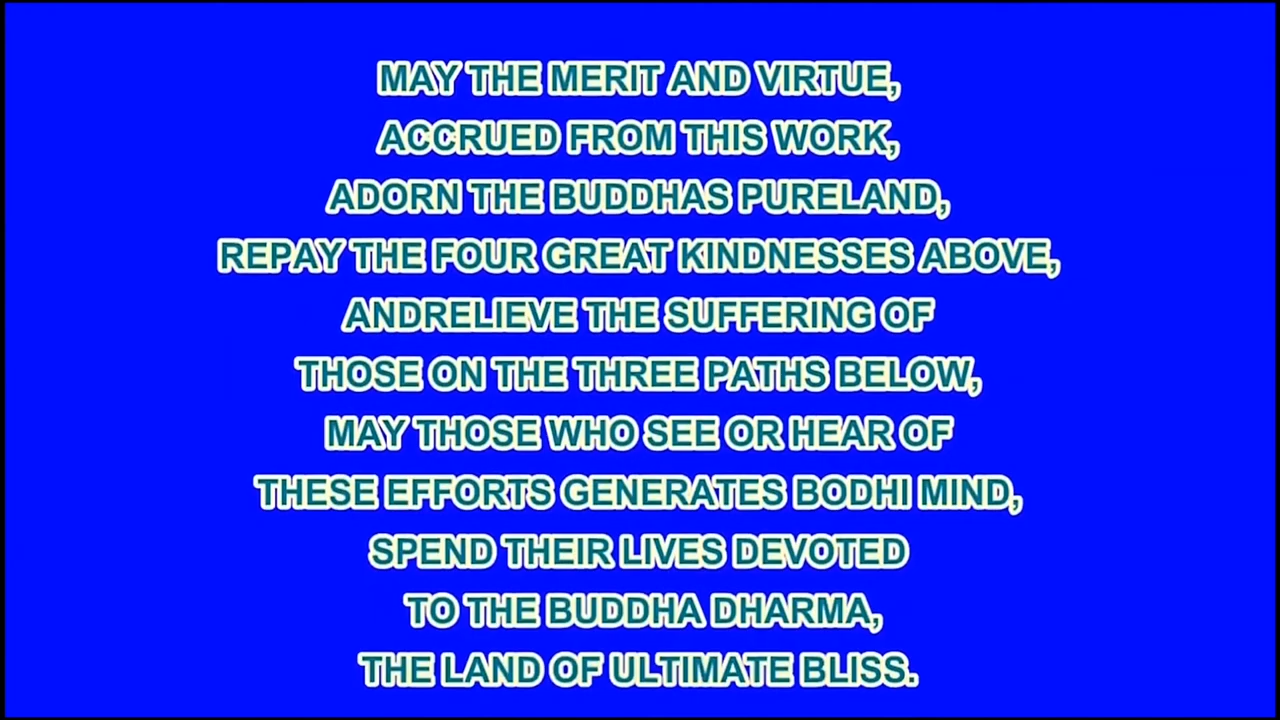 MAY THE MERIT AND VIRTUE,
ACCRUED FROM THIS WORK,
ADORN THE BUDDHAS PURELAND,
REPAY THE FOUR GREAT KINDNESSES ABOVE,
ANDRELIEVE THE SUFFERING OF
THOSE ON THE THREE PATHS BELOW,
MAY THOSE WHO SEE OR HEAR OF
THESE EFFORTS GENERATES BODHI MIND,
SPEND THEIR LIVES DEVOTED
TO THE BUDDHA DHARMA,
THE LAND OF ULTIMATE BLISS.